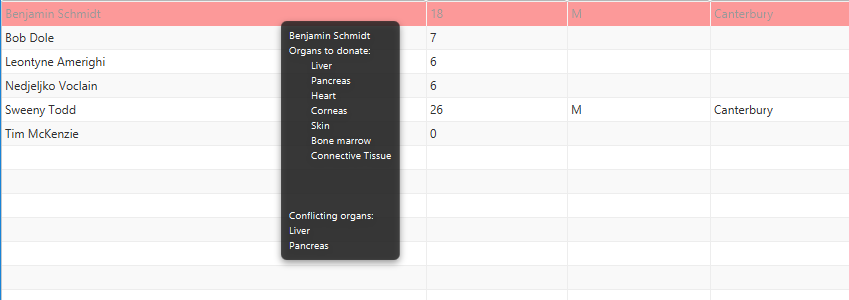 Benjamin Schmidt 18 M Canterbury
Bob Dole 7
Leontyne Amerighi 6
Nedjeljko Voclain 6
Sweeny Todd 26 M Canterbury
Tim McKenzie 0
Benjamin Schmidt
Organs to donate:
Liver
Pancreas
Heart
Corneas
Skin
Bone marrow
Connective Tissue
Conflicting organs:
Liver
Pancreas